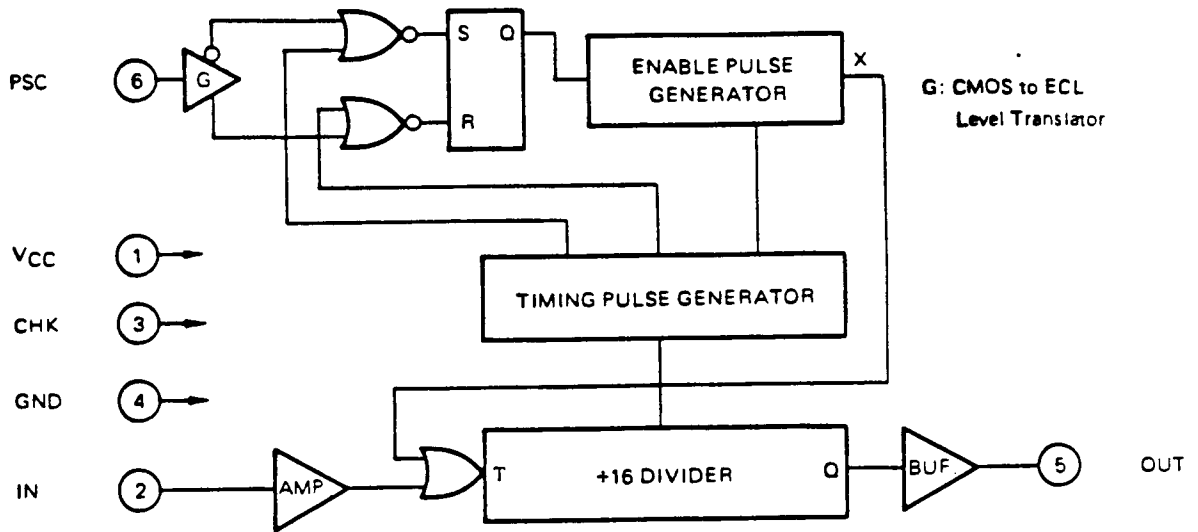 PSC
6
G
S
Q
R
ENABLE PULSE
GENERATOR
X
G: CMOS to ECL
Level Translator
VCC
1
CHK
3
GND
4
TIMING PULSE GENERATOR
IN
2
AMP
T
+16 DIVIDER
Q
BUF
5
OUT